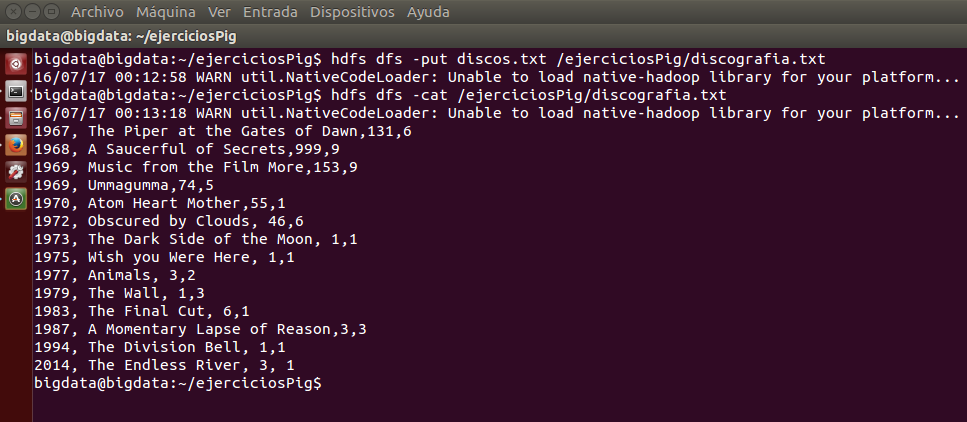 Archivo Máquina Ver Entrada Dispositivos Ayuda
bigdata@bigdata: ~/ejerciciosPig
bigdata@bigdata:~/ejerciciosPig$ hdfs dfs -put discos.txt /ejerciciosPig/discografia.txt
16/07/17 00:12:58 WARN util.NativeCodeLoader: Unable to load native-hadoop library for your platform...
bigdata@bigdata:~/ejerciciosPig$ hdfs dfs -cat /ejerciciosPig/discografia.txt
16/07/17 00:13:18 WARN util.NativeCodeLoader: Unable to load native-hadoop library for your platform...
1967, The Piper at the Gates of Dawn,131,6
1968, A Saucerful of Secrets,999,9
1969, Music from the Film More,153,9
1969, Ummagumma,74,5
1970, Atom Heart Mother,55,1
1972, Obscured by Clouds, 46,6
1973, The Dark Side of the Moon, 1,1
1975, Wish you Were Here, 1,1
1977, Animals, 3,2
1979, The Wall, 1,3
1983, The Final Cut, 6,1
1987, A Momentary Lapse of Reason,3,3
1994, The Division Bell, 1,1
2014, The Endless River, 3, 1
bigdata@bigdata:~/ejerciciosPig$